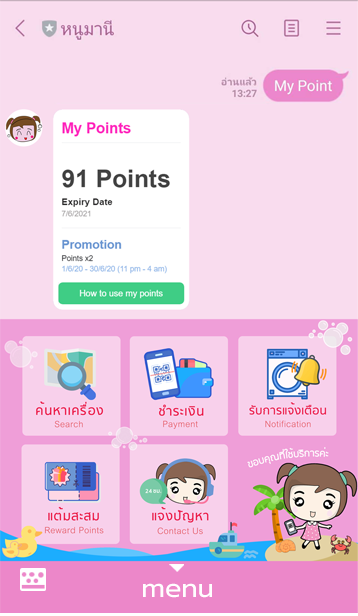 หนูมานี
อ่านแล้ว
13:27
My Point
My Points
91 Points
Expiry Date
7/6/2021
Promotion
Points x2
1/6/20 - 30/6/20 (11 pm - 4 am)
How to use my points
ค้นหาเครื่อง
Search
ชำระเงิน
Payment
รับการแจ้งเตือน
Notification
แต้มสะสม
Reward Points
24 ชม.
แจ้งปัญหา
Contact Us
ขอบคุณที่ใช้บริการค่ะ
menu